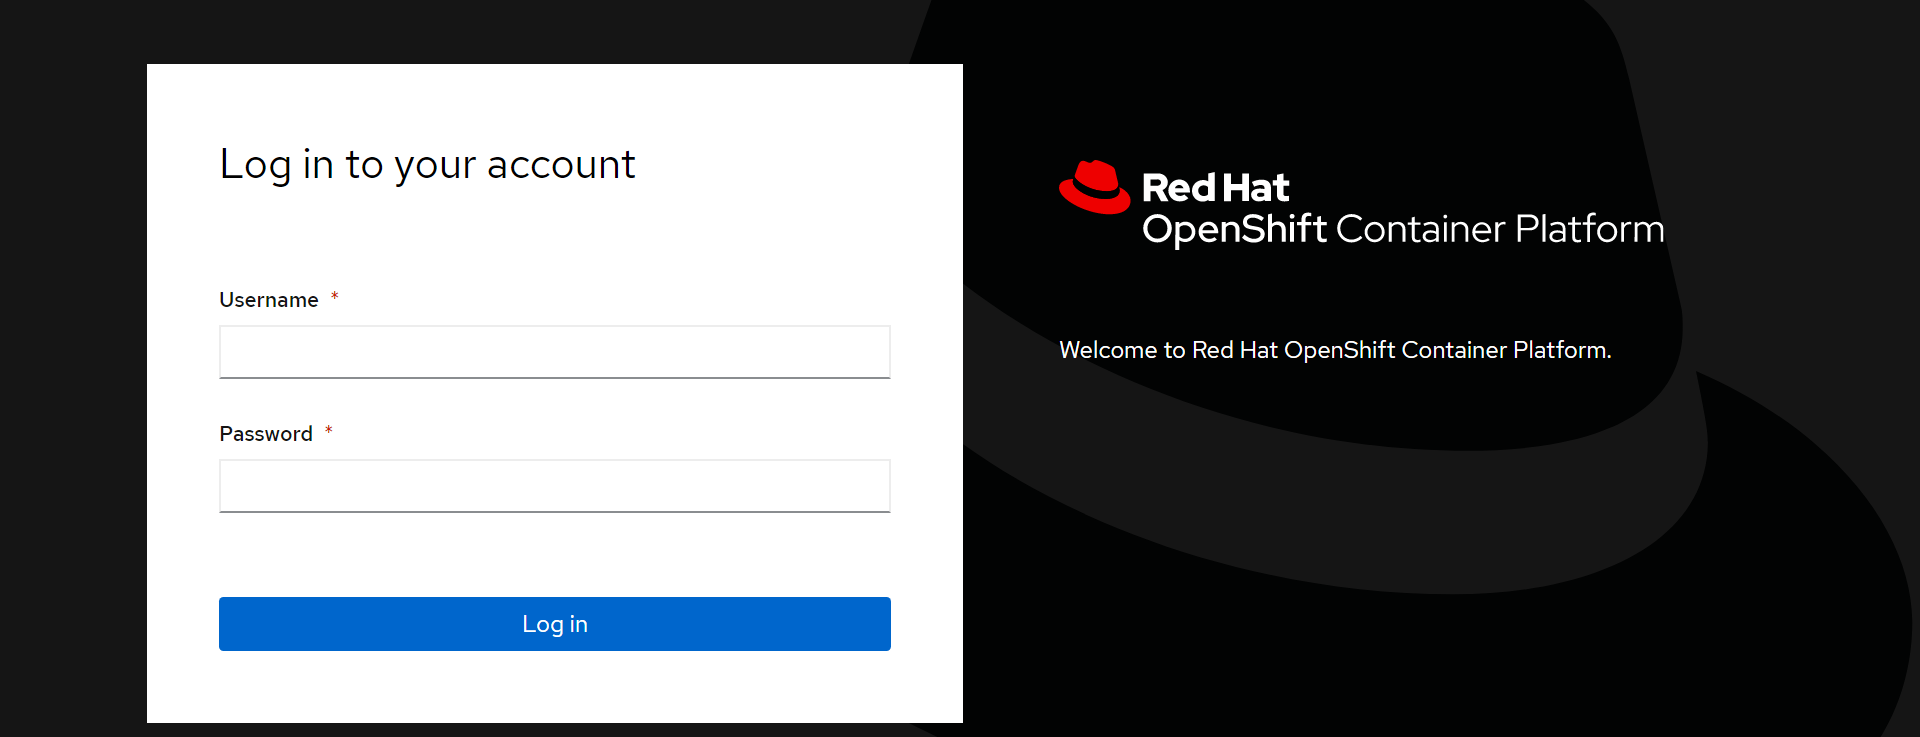 Log in to your account
Username *
Password *
Log in
Red Hat
OpenShift Container Platform
Welcome to Red Hat OpenShift Container Platform.